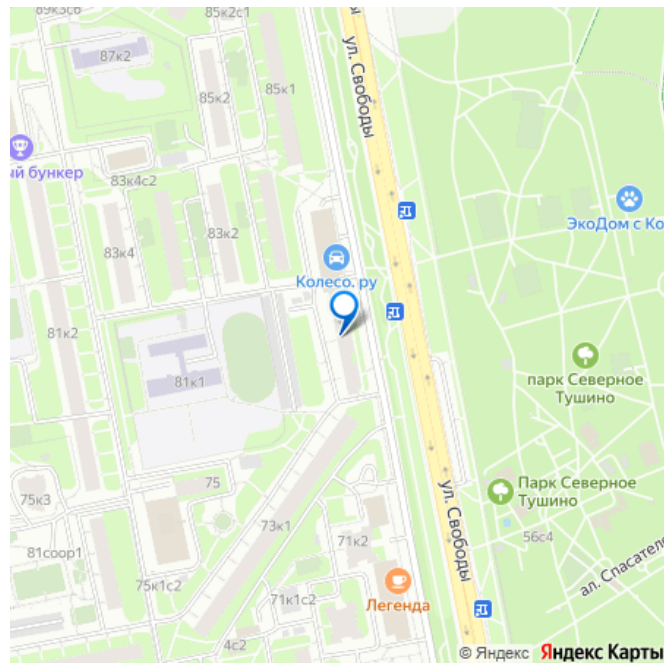 89к3с6
85к2с1
87к2
85к2
85к1
ул. Свободы
ый бункер
83к4с2
83к4
83к2
ЭкоДом с Ко
Колесо.ру
81к2
81к1
парк Северное
Тушино
75
75к3
73к1
ул. Свободы
Парк Северное
Тушино
56с4
71к2
81соор1
75к1с2
71к1с2
Легенда
ал. Спасателе
4с2
© Яндекс Яндекс Карты